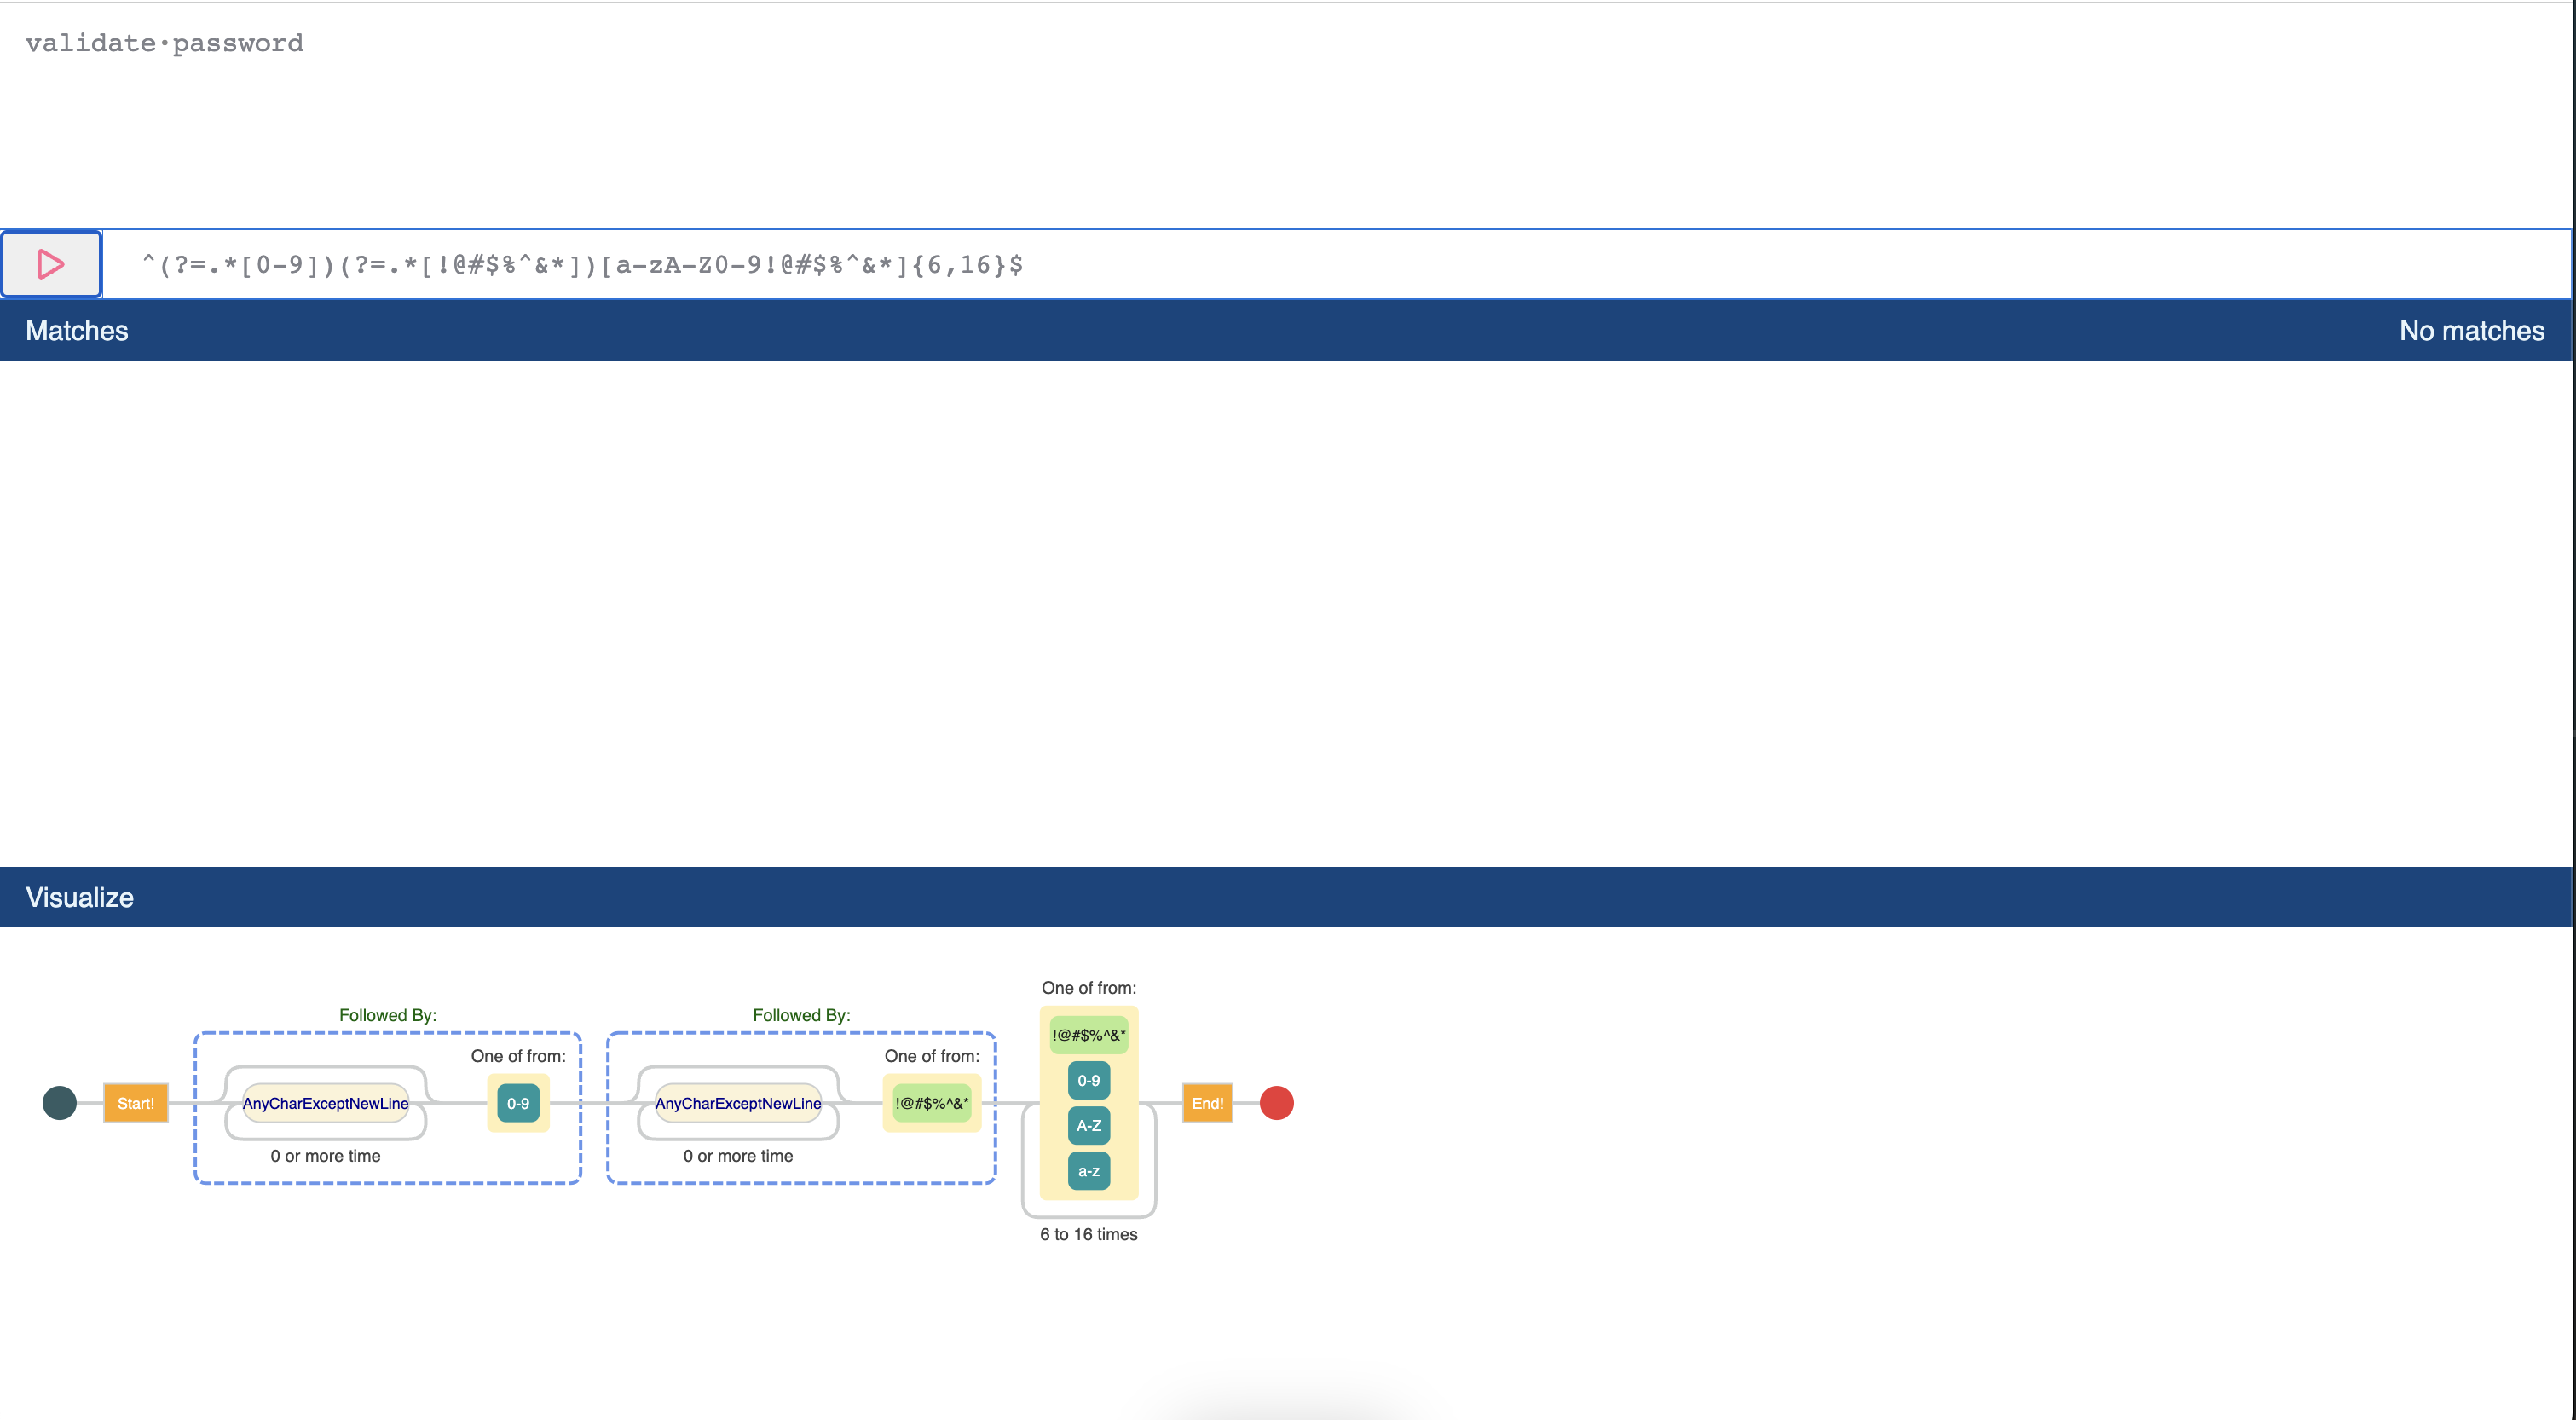 validate·password
^(?=.*[0-9])(?=.*[!@#$%^&*])[a-zA-Z0-9!@#$%^&*]{6,16}$
Matches No matches
Visualize
One of from:
Followed By: Followed By:
!@#$%^&*
One of from: One of from:
0-9
Start! AnyCharExceptNewLine 0-9 AnyCharExceptNewLine !@#$%^&* End!
A-Z
0 or more time 0 or more time
a-z
6 to 16 times